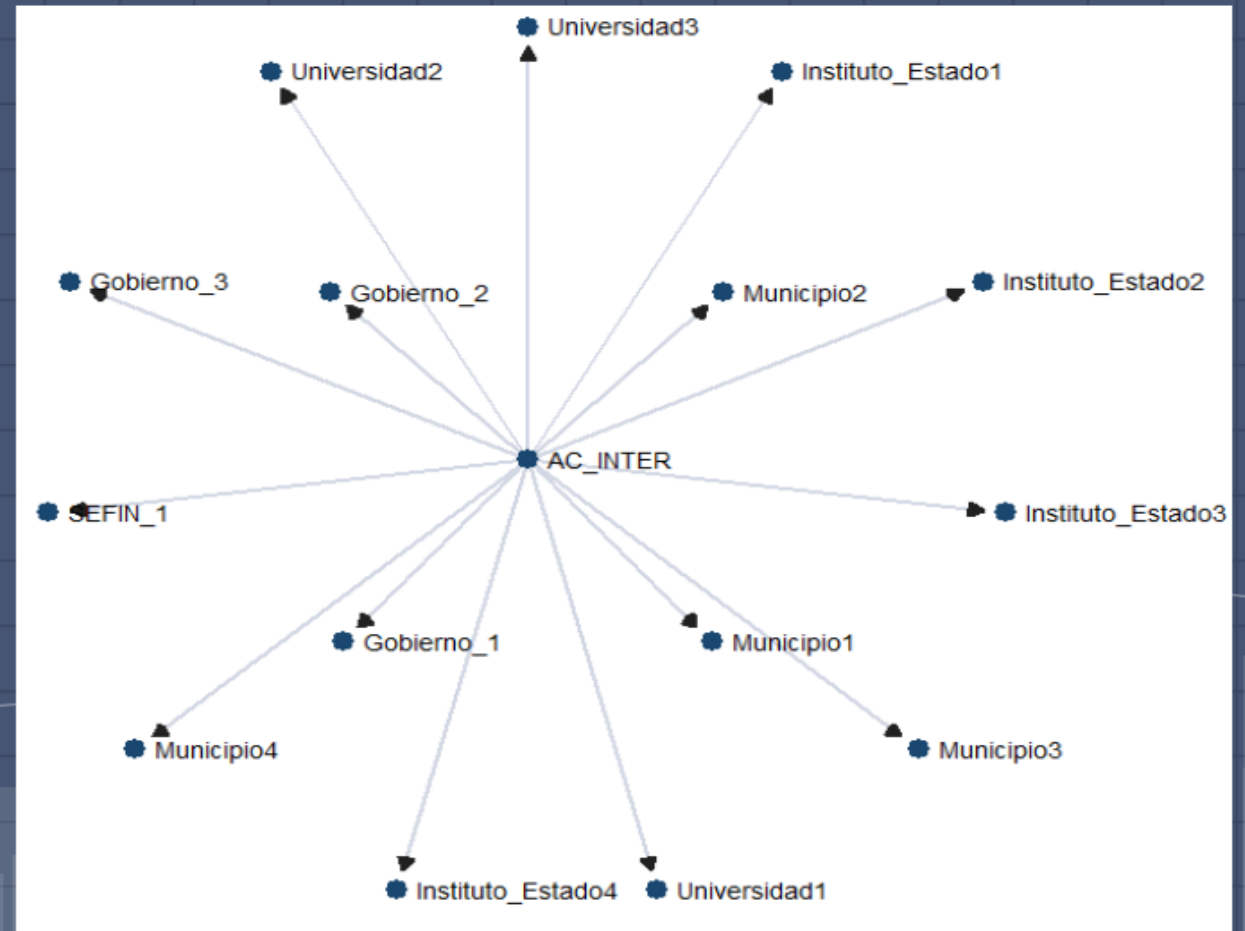 Universidad3
Universidad2
Instituto_Estado1
Gobierno_3
Gobierno_2
Municipio2
Instituto_Estado2
AC_INTER
SEFIN_1
Instituto_Estado3
Gobierno_1
Municipio1
Municipio4
Municipio3
Instituto_Estado4
Universidad1